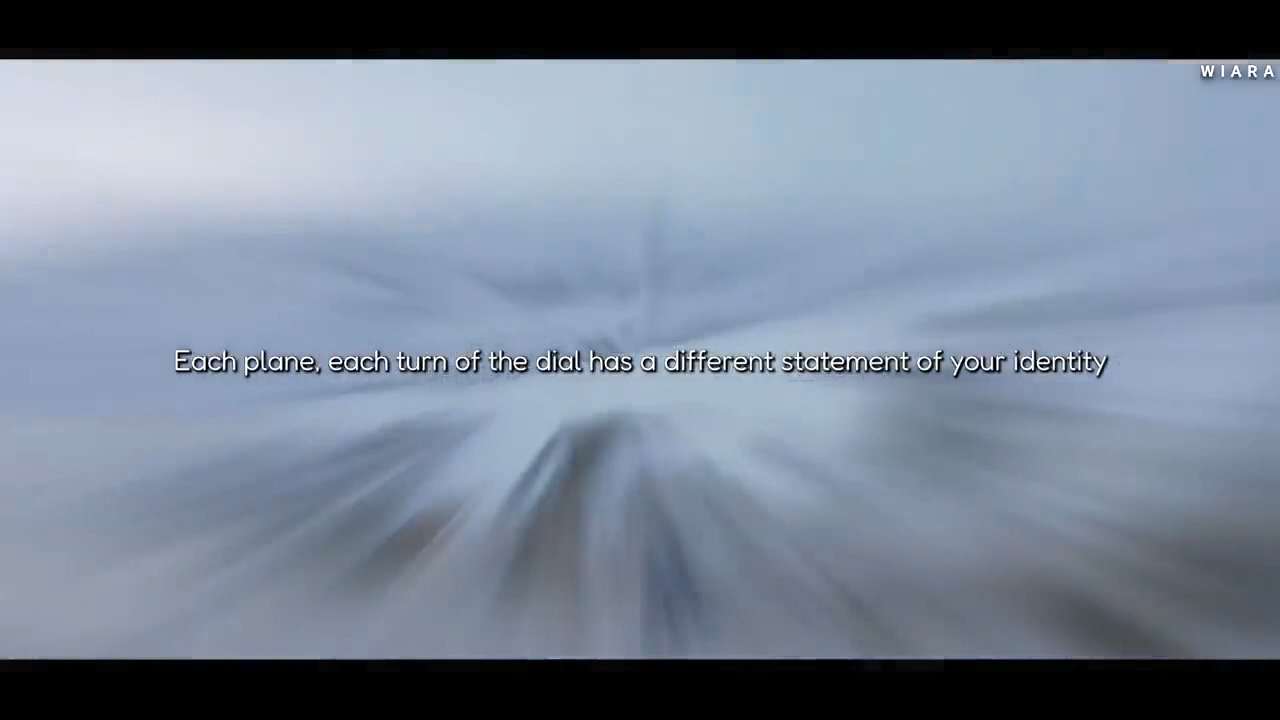 WIARA
Each plane, each turn of the dial has a different statement of your identity